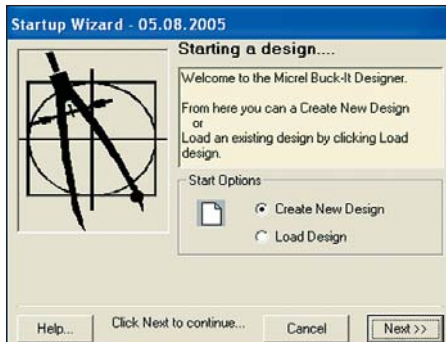 Startup Wizard - 05.08.2005
Starting a design....
Welcome to the Micrel Buck-It Designer.
From here you can a Create New Design
or
Load an existing design by clicking Load
design.
Start Options
Create New Design
Load Design
Help...
Click Next to continue...
Cancel
Next >>